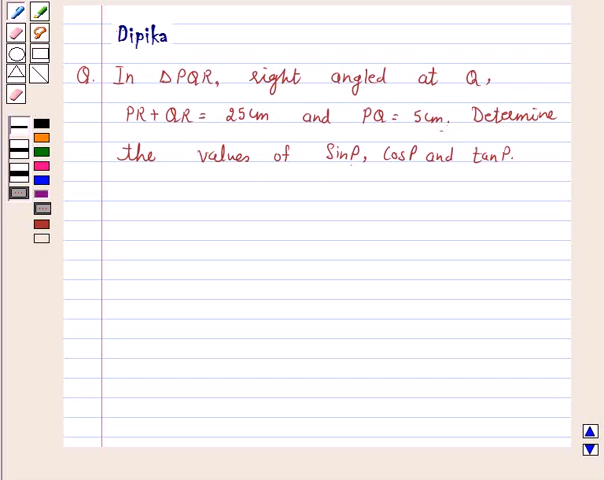 Dipika
Q. In ΔPQR, right angled at Q,
PR + QR = 25cm and PQ = 5cm. Determine
the values of SinP, CosP and tanP.